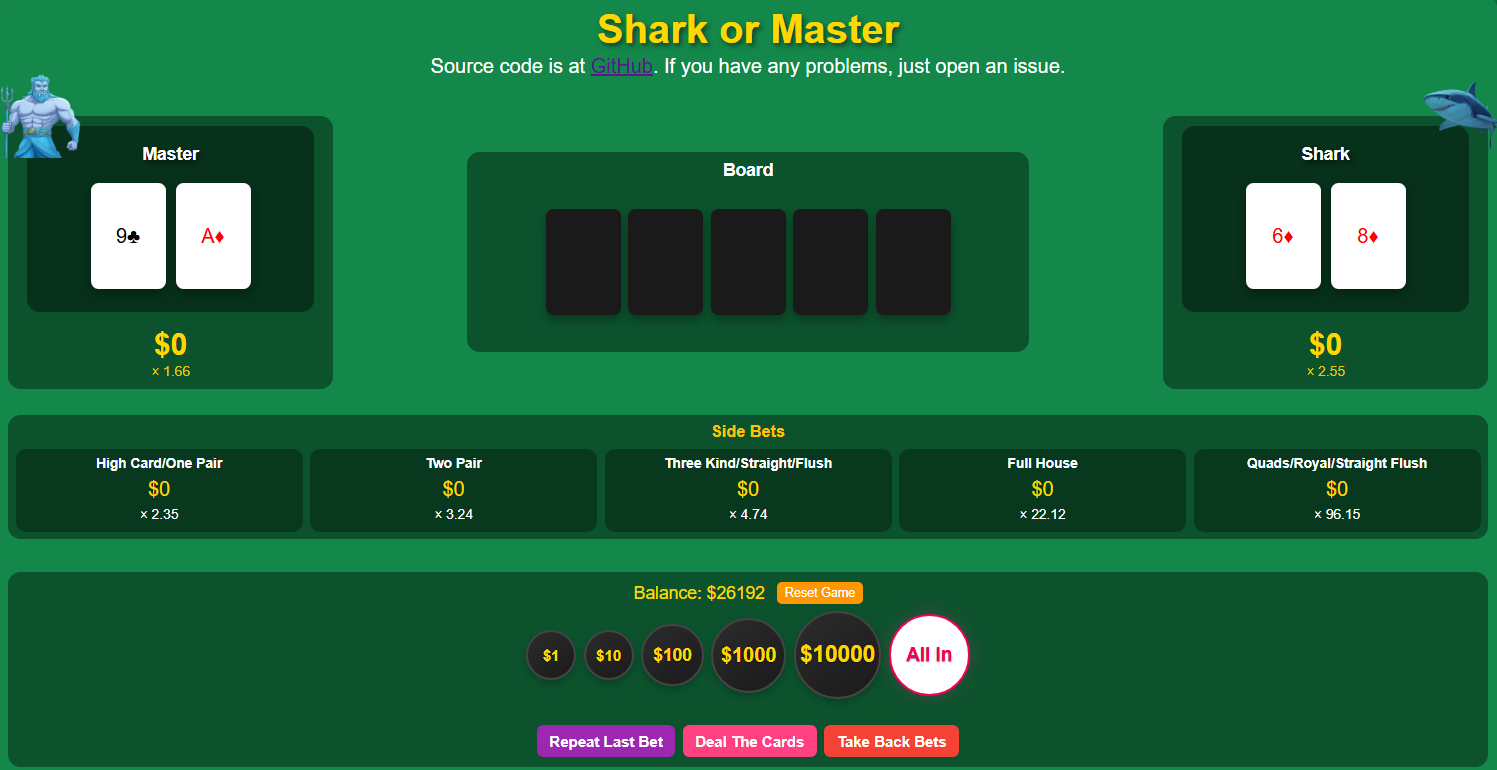 Shark or Master
Source code is at GitHub. If you have any problems, just open an issue.
Master
9♣ A♦
$0
× 1.66
Board
Shark
6♦ 8♦
$0
× 2.55
Side Bets
High Card/One Pair
$0
× 2.35
Two Pair
$0
× 3.24
Three Kind/Straight/Flush
$0
× 4.74
Full House
$0
× 22.12
Quads/Royal/Straight Flush
$0
× 96.15
Balance: $26192 Reset Game
$1 $10 $100 $1000 $10000 All In
Repeat Last Bet Deal The Cards Take Back Bets